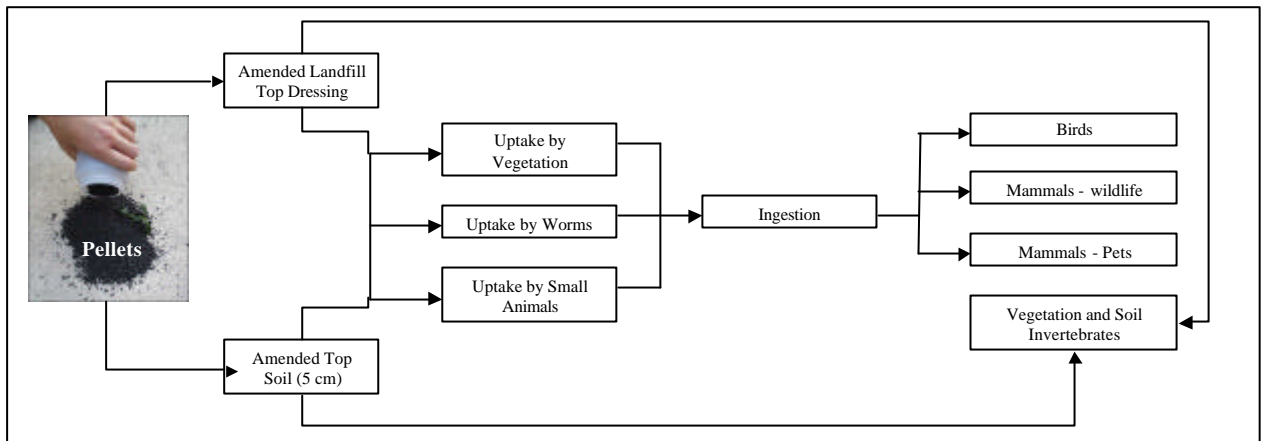 Amended Landfill
Top Dressing
Pellets
Amended Top
Soil (5 cm)
Uptake by
Vegetation
Uptake by Worms
Uptake by Small
Animals
Ingestion
Birds
Mammals - wildlife
Mammals - Pets
Vegetation and Soil
Invertebrates